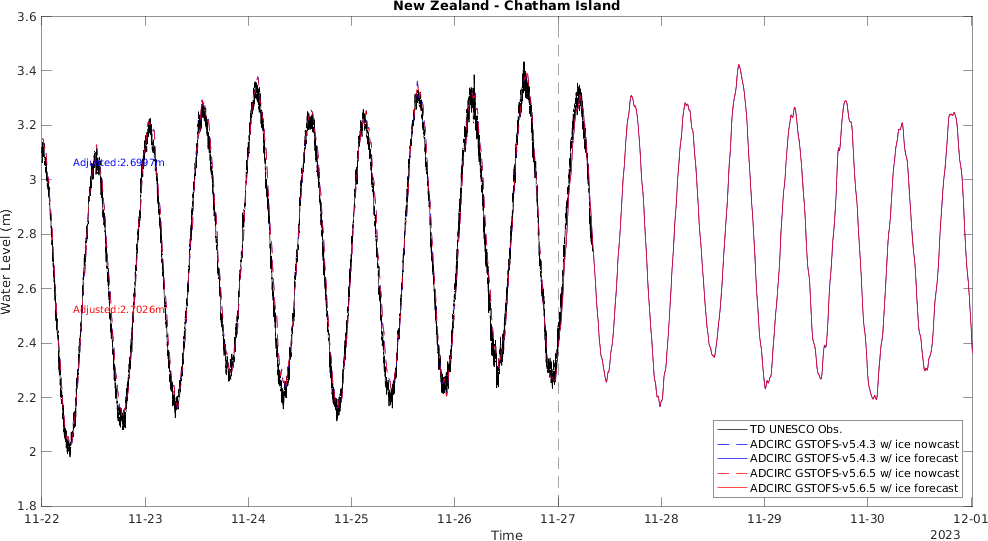 New Zealand - Chatham Island
3.6
3.4
3.2
3
2.8
2.6
2.4
2.2
2
1.8
Water Level (m)
Adjusted:2.6997m
Adjusted:2.7026m
TD UNESCO Obs.
ADCIRC GSTOFS-v5.4.3 w/ ice nowcast
ADCIRC GSTOFS-v5.4.3 w/ ice forecast
ADCIRC GSTOFS-v5.6.5 w/ ice nowcast
ADCIRC GSTOFS-v5.6.5 w/ ice forecast
11-22 11-23 11-24 11-25 11-26 11-27 11-28 11-29 11-30 12-01
Time
2023